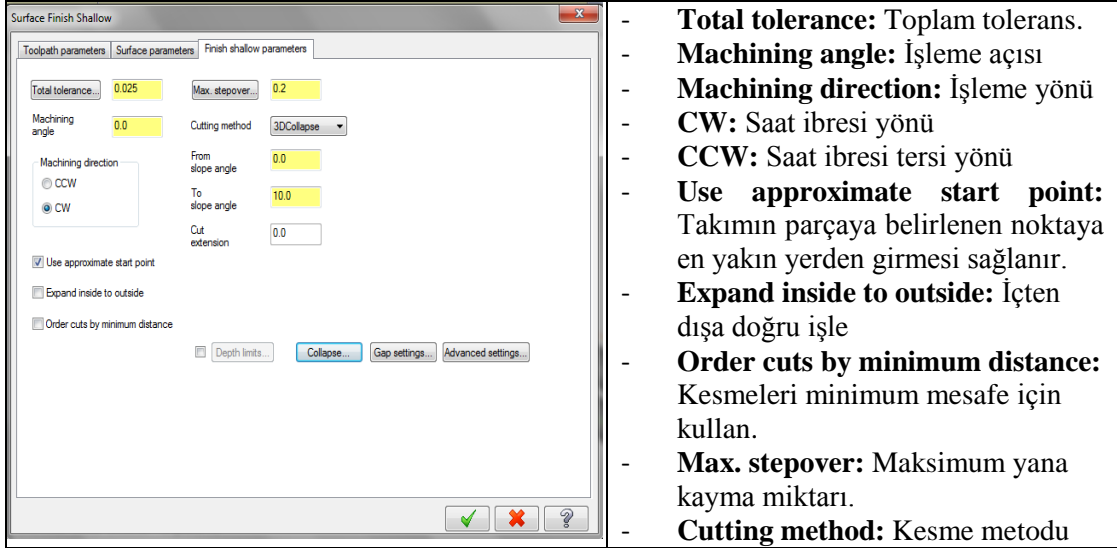 Surface Finish Shallow
Toolpath parameters Surface parameters Finish shallow parameters
Total tolerance... 0.025 Max. stepover... 0.2
Machining angle 0.0 Cutting method 3DCollapse
Machining direction
CCW
CW
From slope angle 0.0
To slope angle 10.0
Cut extension 0.0
Use approximate start point
Expand inside to outside
Order cuts by minimum distance
Depth limits... Collapse... Gap settings... Advanced settings...
- Total tolerance: Toplam tolerans.
- Machining angle: İşleme açısı
- Machining direction: İşleme yönü
- CW: Saat ibresi yönü
- CCW: Saat ibresi tersi yönü
- Use approximate start point:
Takımın parçaya belirlenen noktaya
en yakın yerden girmesi sağlanır.
- Expand inside to outside: İçten
dışa doğru işle
- Order cuts by minimum distance:
Kesmeleri minimum mesafe için
kullan.
- Max. stepover: Maksimum yana
kayma miktarı.
- Cutting method: Kesme metodu